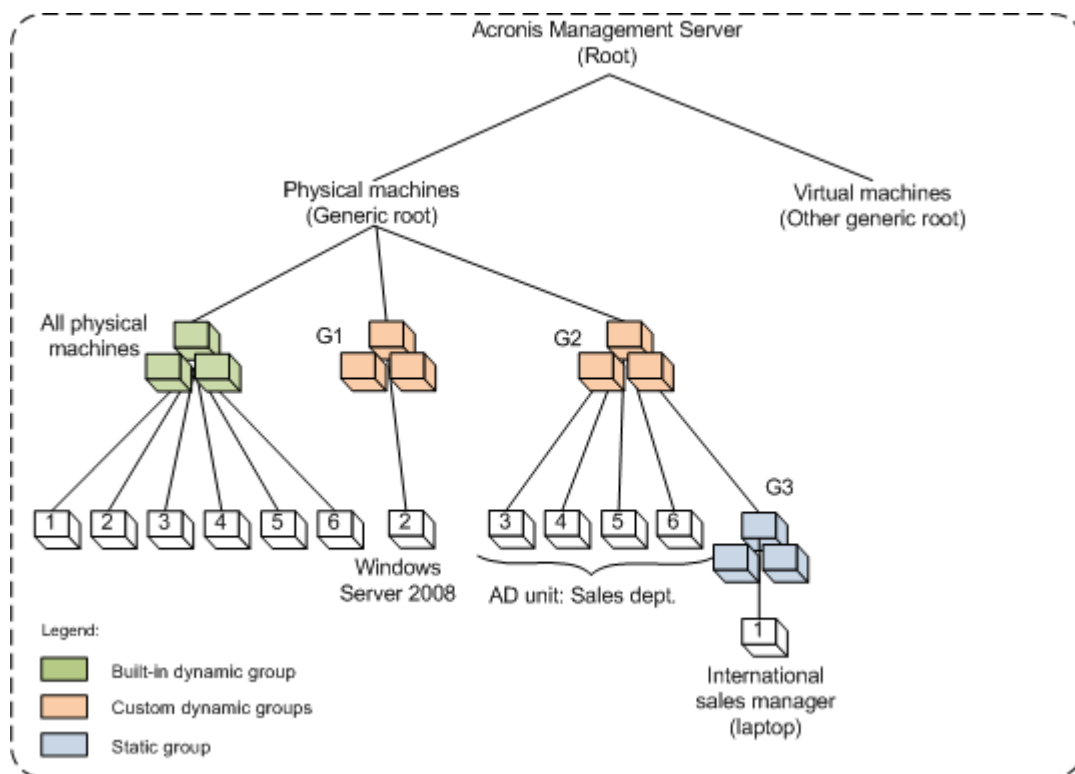 Acronis Management Server
(Root)
Physical machines
(Generic root)
Virtual machines
(Other generic root)
All physical
machines
G1
G2
1
2
3
4
5
6
2
Windows
Server 2008
3
4
5
6
AD unit: Sales dept.
G3
1
International
sales manager
(laptop)
Legend:
Built-in dynamic group
Custom dynamic groups
Static group